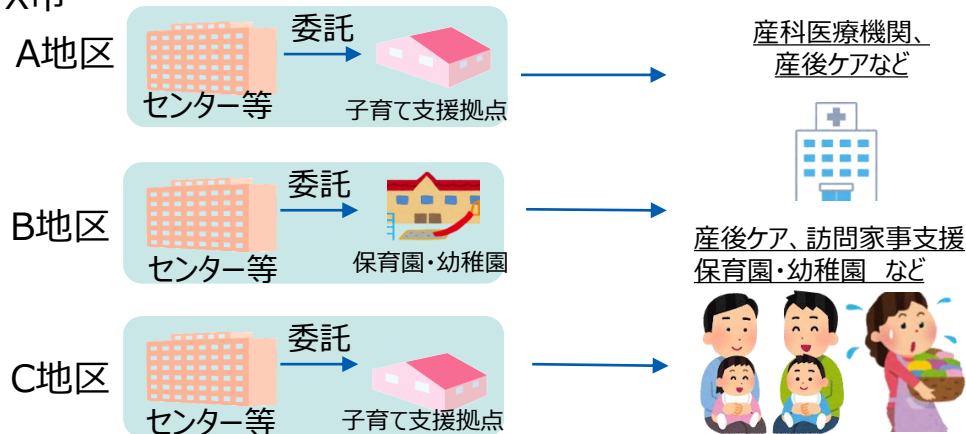 X市
A地区
委託
センター等
子育て支援拠点
産科医療機関、
産後ケアなど
B地区
委託
センター等
保育園・幼稚園
産後ケア、訪問家事支援
保育園・幼稚園 など
C地区
委託
センター等
子育て支援拠点